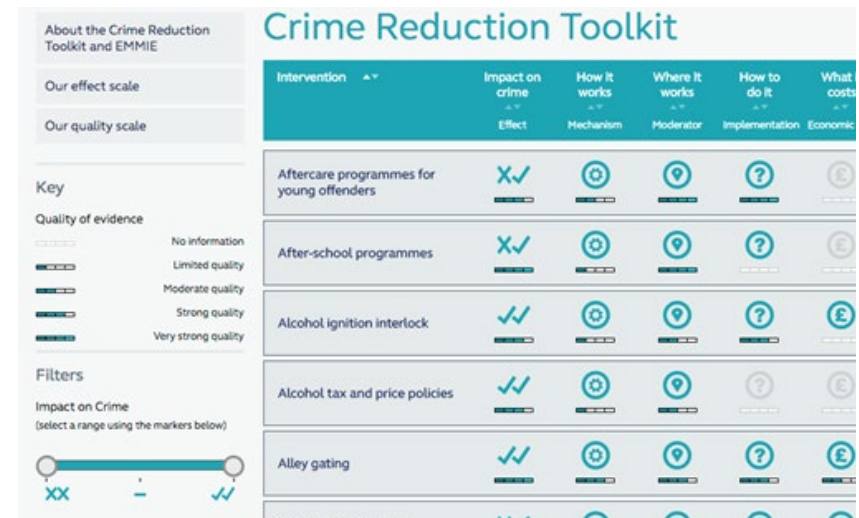 About the Crime Reduction
Toolkit and EMMIE
Our effect scale
Our quality scale
Key
Quality of evidence
No information
Limited quality
Moderate quality
Strong quality
Very strong quality
Filters
Impact on Crime
(select a range using the markers below)
XX
–
✓✓
Crime Reduction Toolkit
Intervention
Impact on
crime
Effect
How it
works
Mechanism
Where it
works
Moderator
How to
do it
Implementation
What i
costs
Economic
Aftercare programmes for
young offenders
After-school programmes
Alcohol ignition interlock
Alcohol tax and price policies
Alley gating